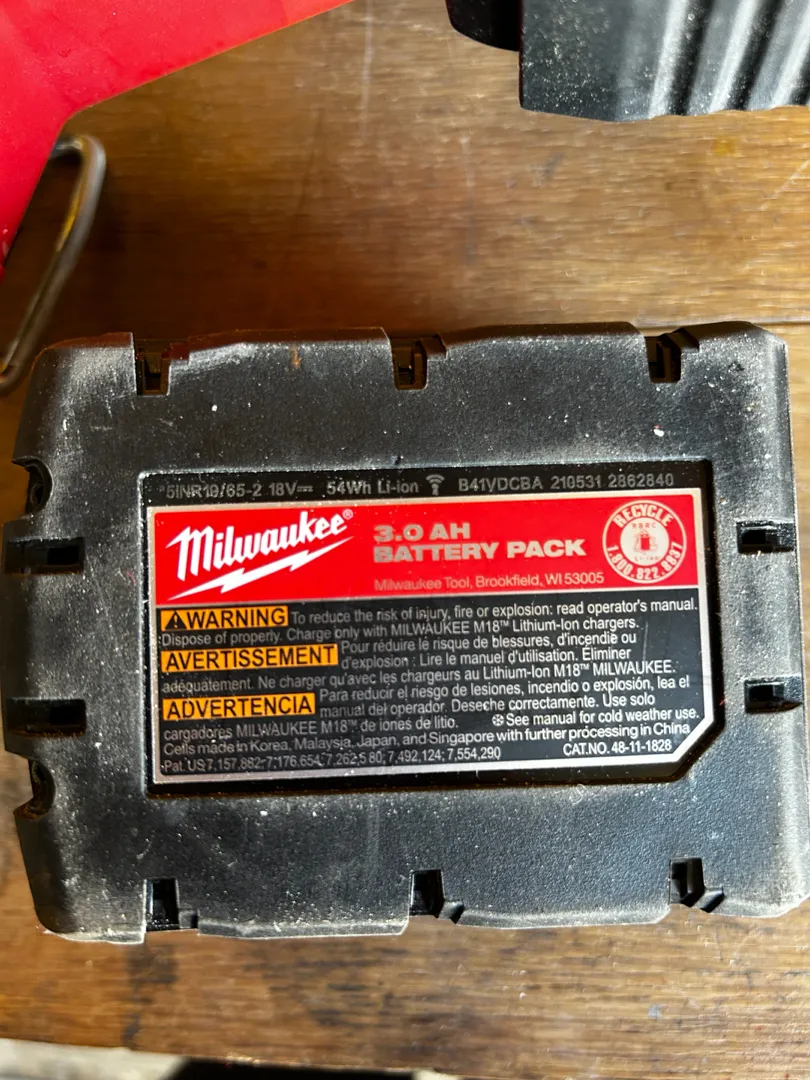 5INR19/65-2 18V⎓ 54Wh Li-ion B41VDCBA 210531 2862840
Milwaukee®
3.0 AH
BATTERY PACK
Milwaukee Tool, Brookfield, WI 53005
RECYCLE
RBRC
Li-ion
1.800.822.8837
⚠WARNING To reduce the risk of injury, fire or explosion: read operator's manual.
Dispose of properly. Charge only with MILWAUKEE M18™ Lithium-Ion chargers.
AVERTISSEMENT Pour réduire le risque de blessures, d'incendie ou
d'explosion : Lire le manuel d'utilisation. Éliminer
adéquatement. Ne charger qu'avec les chargeurs au Lithium-Ion M18™ MILWAUKEE.
ADVERTENCIA Para reducir el riesgo de lesiones, incendio o explosión, lea el
manual del operador. Deseche correctamente. Use solo
cargadores MILWAUKEE M18™ de iones de litio. ❄See manual for cold weather use.
Cells made in Korea, Malaysia, Japan, and Singapore with further processing in China
Pat. US 7,157,882; 7,176,654; 7,262,580; 7,492,124; 7,554,290 CAT.NO. 48-11-1828